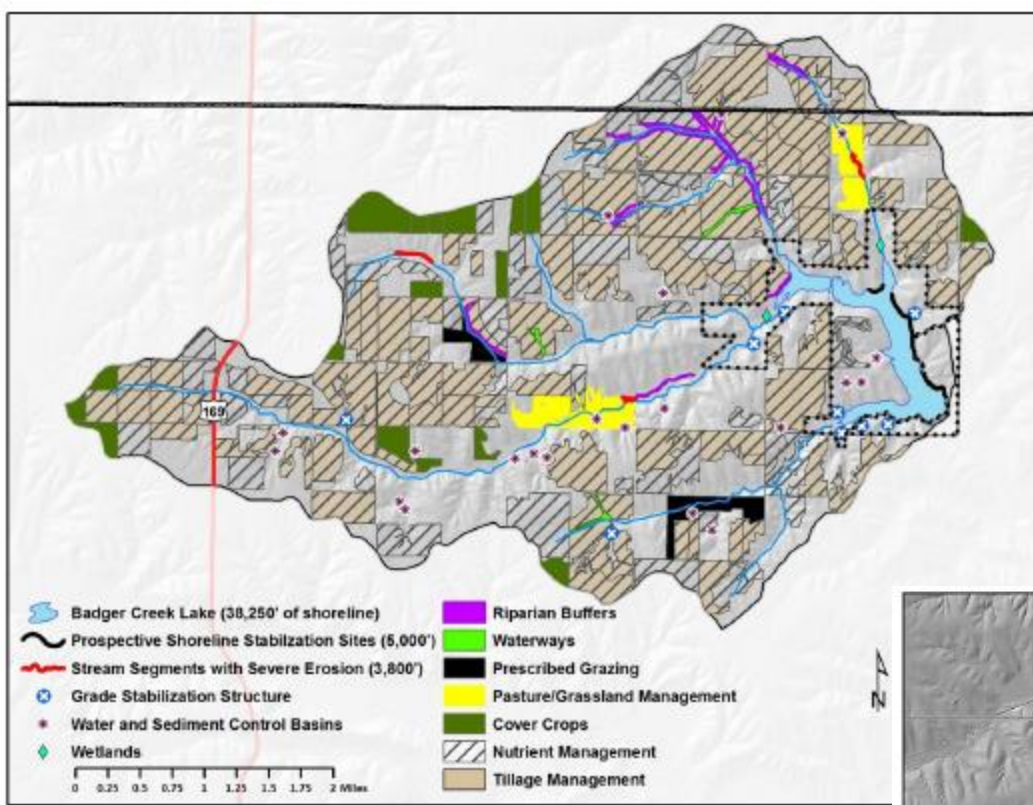 169
Badger Creek Lake (38,250' of shoreline)
Prospective Shoreline Stabilzation Sites (5,000')
Stream Segments with Severe Erosion (3,800')
Grade Stabilization Structure
Water and Sediment Control Basins
Wetlands
0 0.25 0.5 0.75 1 1.25 1.5 1.75 2 Miles
Riparian Buffers
Waterways
Prescribed Grazing
Pasture/Grassland Management
Cover Crops
Nutrient Management
Tillage Management
N